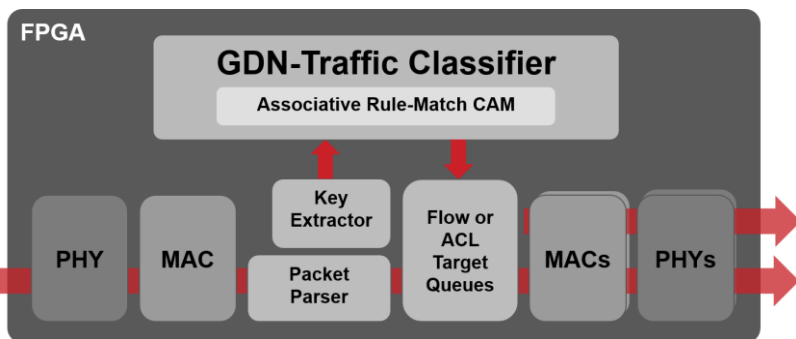 FPGA
GDN-Traffic Classifier
Associative Rule-Match CAM
PHY
MAC
Key
Extractor
Packet
Parser
Flow or
ACL
Target
Queues
MACs
PHYs